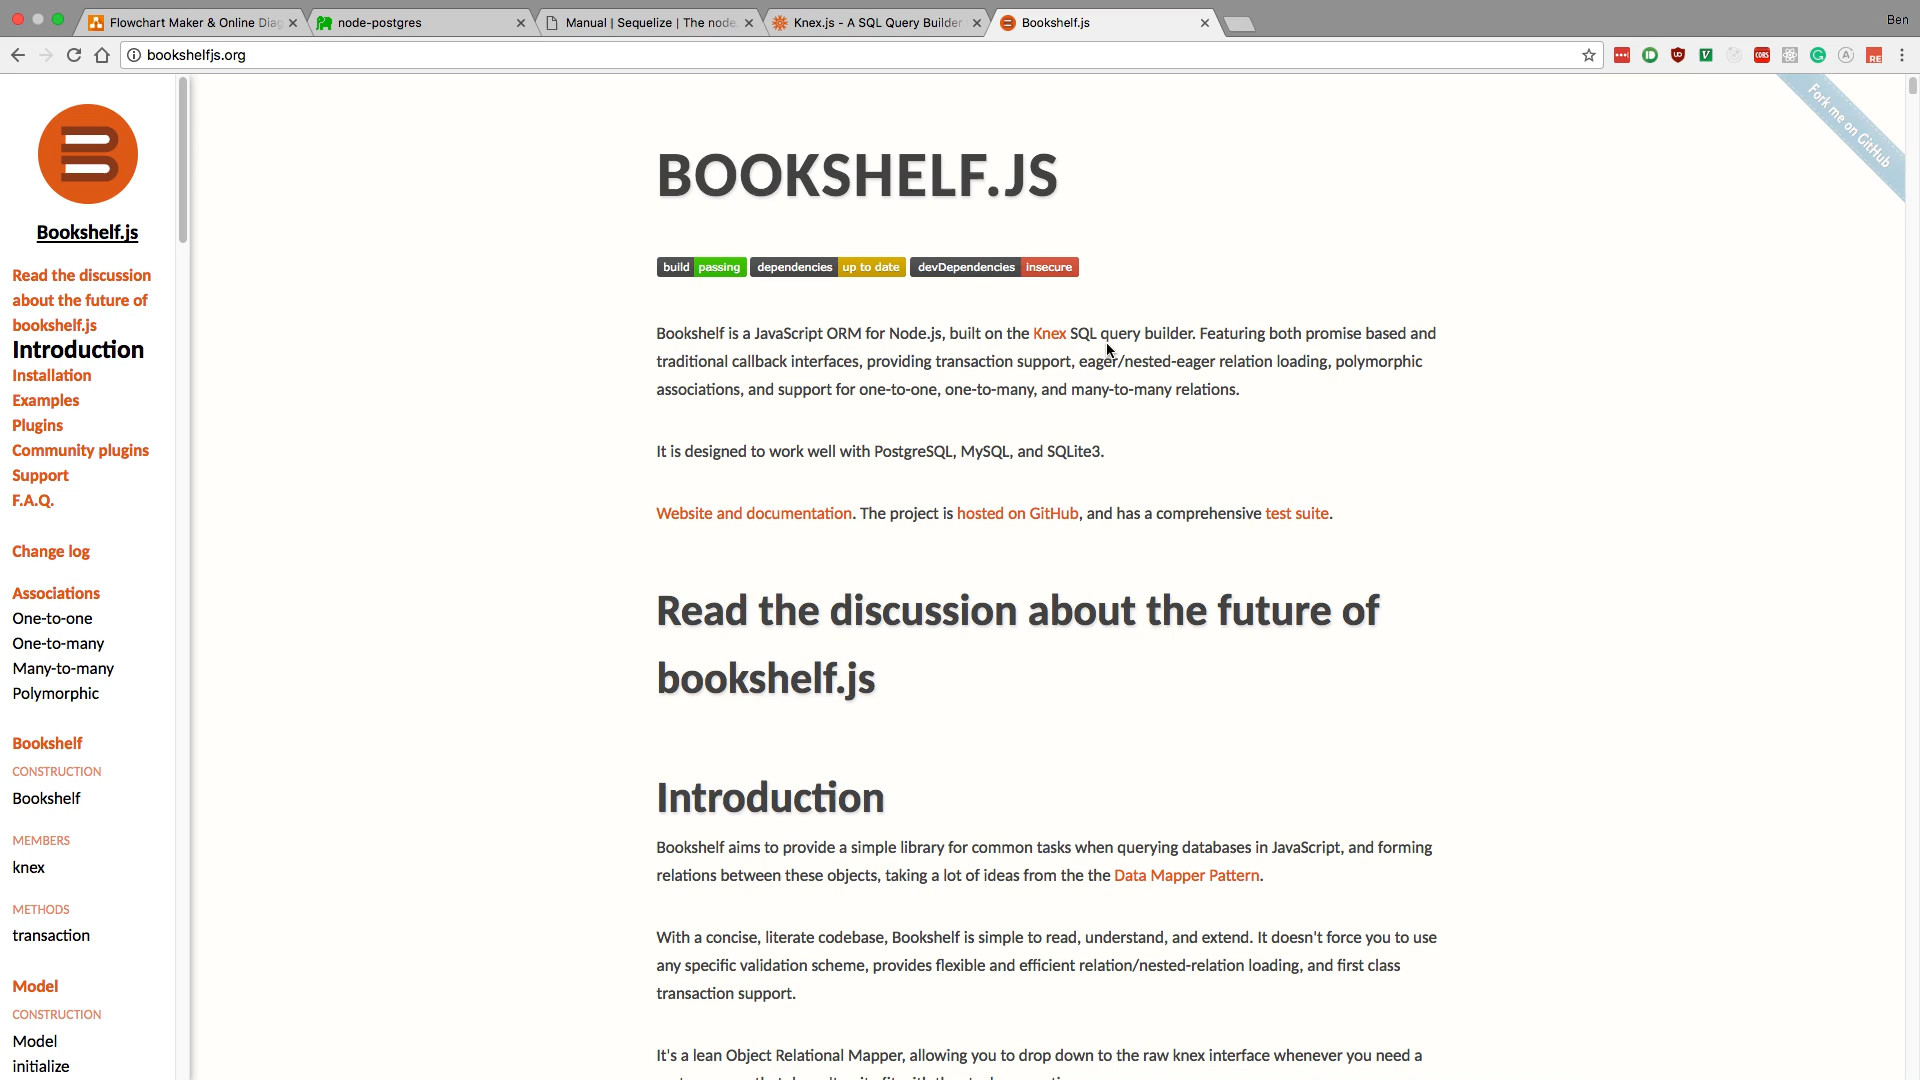 Flowchart Maker & Online Diag
node-postgres
Manual | Sequelize | The node.
Knex.js - A SQL Query Builder
Bookshelf.js
Ben
bookshelfjs.org
CORS
RE
Fork me on GitHub
Bookshelf.js
Read the discussion
about the future of
bookshelf.js
Introduction
Installation
Examples
Plugins
Community plugins
Support
F.A.Q.
Change log
Associations
One-to-one
One-to-many
Many-to-many
Polymorphic
Bookshelf
CONSTRUCTION
Bookshelf
MEMBERS
knex
METHODS
transaction
Model
CONSTRUCTION
Model
initialize
BOOKSHELF.JS
build passing dependencies up to date devDependencies insecure
Bookshelf is a JavaScript ORM for Node.js, built on the Knex SQL query builder. Featuring both promise based and
traditional callback interfaces, providing transaction support, eager/nested-eager relation loading, polymorphic
associations, and support for one-to-one, one-to-many, and many-to-many relations.
It is designed to work well with PostgreSQL, MySQL, and SQLite3.
Website and documentation. The project is hosted on GitHub, and has a comprehensive test suite.
Read the discussion about the future of
bookshelf.js
Introduction
Bookshelf aims to provide a simple library for common tasks when querying databases in JavaScript, and forming
relations between these objects, taking a lot of ideas from the the Data Mapper Pattern.
With a concise, literate codebase, Bookshelf is simple to read, understand, and extend. It doesn't force you to use
any specific validation scheme, provides flexible and efficient relation/nested-relation loading, and first class
transaction support.
It's a lean Object Relational Mapper, allowing you to drop down to the raw knex interface whenever you need a